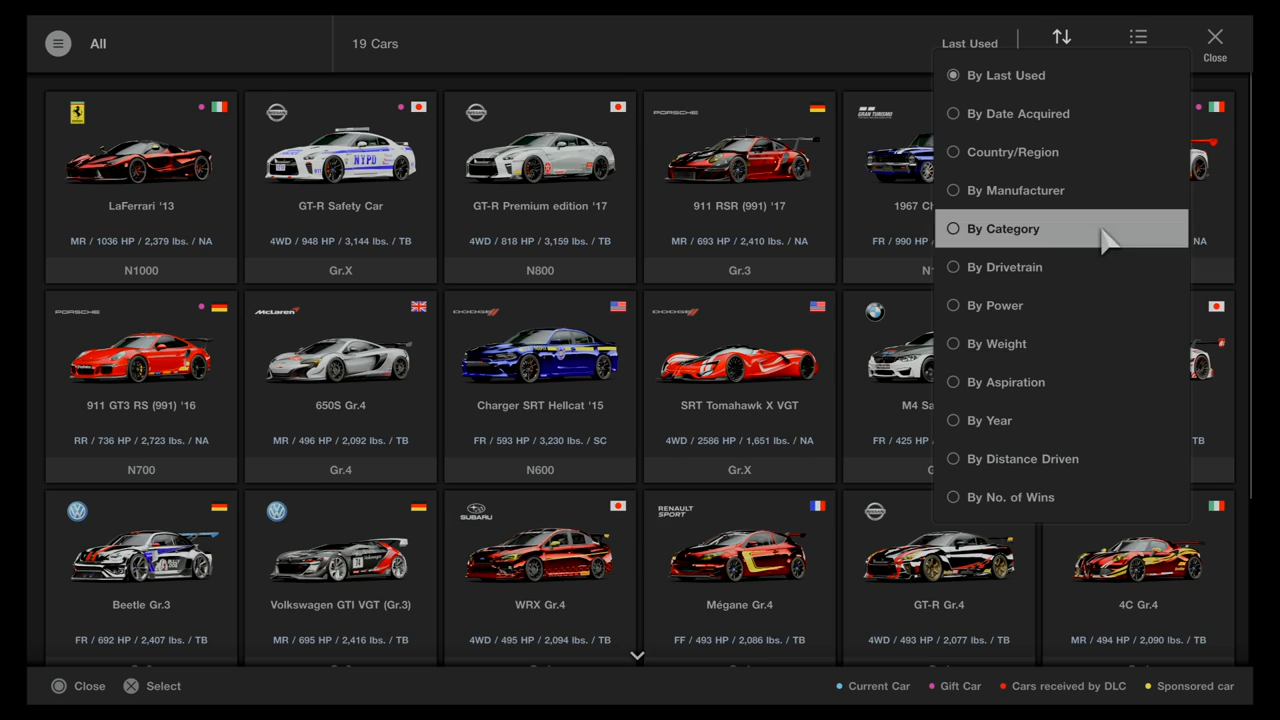 All
19 Cars
Last Used
Close
By Last Used
By Date Acquired
Country/Region
By Manufacturer
By Category
By Drivetrain
By Power
By Weight
By Aspiration
By Year
By Distance Driven
By No. of Wins
LaFerrari '13
MR / 1036 HP / 2,379 lbs. / NA
N1000
NYPD
GT-R Safety Car
4WD / 948 HP / 3,144 lbs. / TB
Gr.X
GT-R Premium edition '17
4WD / 818 HP / 3,159 lbs. / TB
N800
PORSCHE
911 RSR (991) '17
MR / 693 HP / 2,410 lbs. / NA
Gr.3
GRAN TURISMO
1967 Ch
FR / 990 HP /
N1
NA
PORSCHE
911 GT3 RS (991) '16
RR / 736 HP / 2,723 lbs. / NA
N700
McLaren
650S Gr.4
MR / 496 HP / 2,092 lbs. / TB
Gr.4
DODGE
Charger SRT Hellcat '15
FR / 593 HP / 3,230 lbs. / SC
N600
DODGE
SRT Tomahawk X VGT
4WD / 2586 HP / 1,651 lbs. / NA
Gr.X
M4 Sa
FR / 425 HP /
TB
Beetle Gr.3
FR / 692 HP / 2,407 lbs. / TB
Volkswagen GTI VGT (Gr.3)
MR / 695 HP / 2,416 lbs. / TB
SUBARU
WRX Gr.4
4WD / 495 HP / 2,094 lbs. / TB
RENAULT
SPORT
Mégane Gr.4
FF / 493 HP / 2,086 lbs. / TB
GT-R Gr.4
4WD / 493 HP / 2,077 lbs. / TB
4C Gr.4
MR / 494 HP / 2,090 lbs. / TB
Close
Select
Current Car
Gift Car
Cars received by DLC
Sponsored car